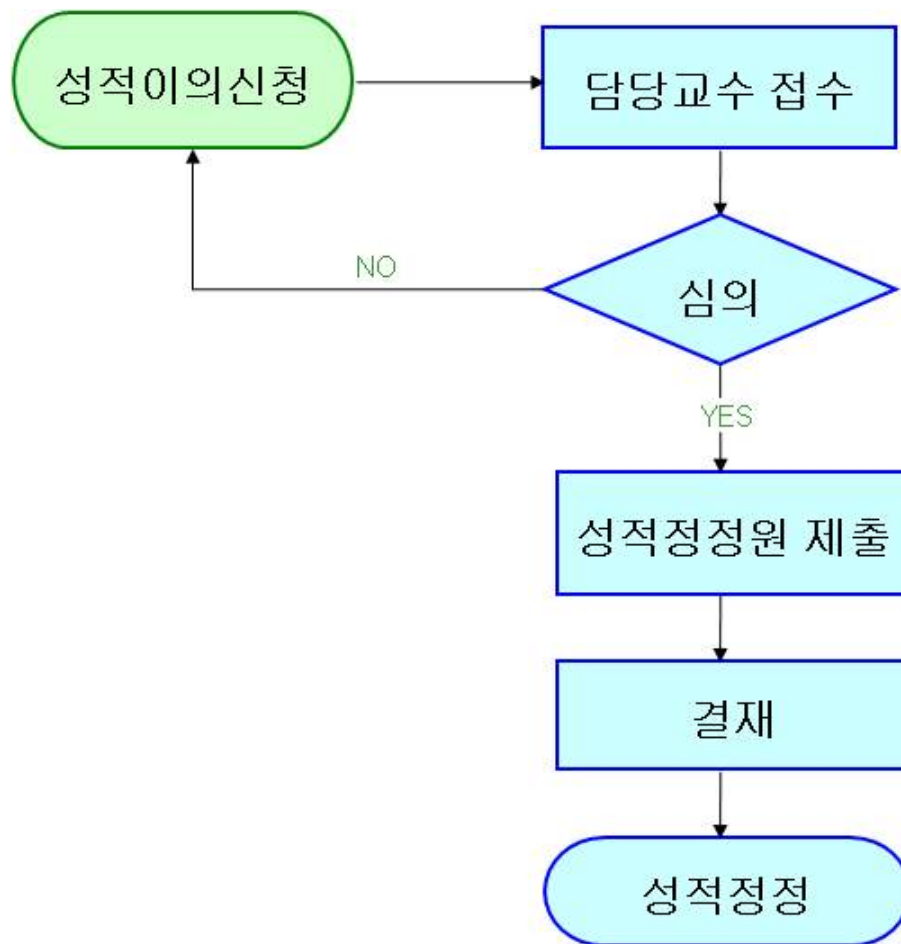 성적이의신청
담당교수 접수
심의
NO
YES
성적정정원 제출
결재
성적정정